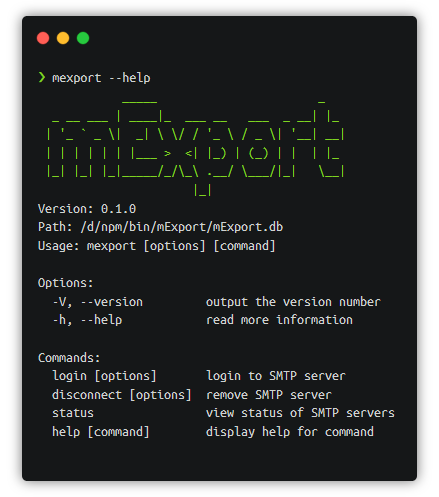 ❯ mexport --help
mExport
Version: 0.1.0
Path: /d/npm/bin/mExport/mExport.db
Usage: mexport [options] [command]
Options:
-V, --version output the version number
-h, --help read more information
Commands:
login [options] login to SMTP server
disconnect [options] remove SMTP server
status view status of SMTP servers
help [command] display help for command